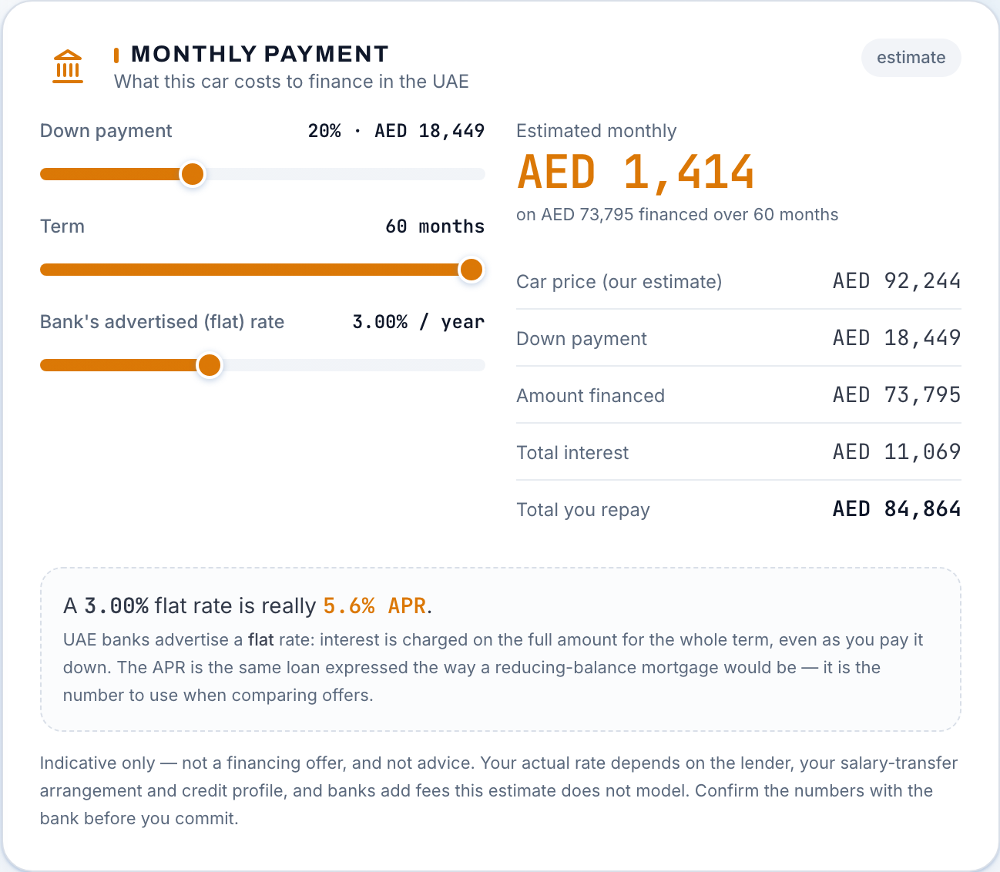 MONTHLY PAYMENT
What this car costs to finance in the UAE
estimate
Down payment 20% · AED 18,449
Term 60 months
Bank's advertised (flat) rate 3.00% / year
Estimated monthly
AED 1,414
on AED 73,795 financed over 60 months
Car price (our estimate) AED 92,244
Down payment AED 18,449
Amount financed AED 73,795
Total interest AED 11,069
Total you repay AED 84,864
A 3.00% flat rate is really 5.6% APR.
UAE banks advertise a flat rate: interest is charged on the full amount for the whole term, even as you pay it
down. The APR is the same loan expressed the way a reducing-balance mortgage would be — it is the
number to use when comparing offers.
Indicative only — not a financing offer, and not advice. Your actual rate depends on the lender, your salary-transfer
arrangement and credit profile, and banks add fees this estimate does not model. Confirm the numbers with the
bank before you commit.